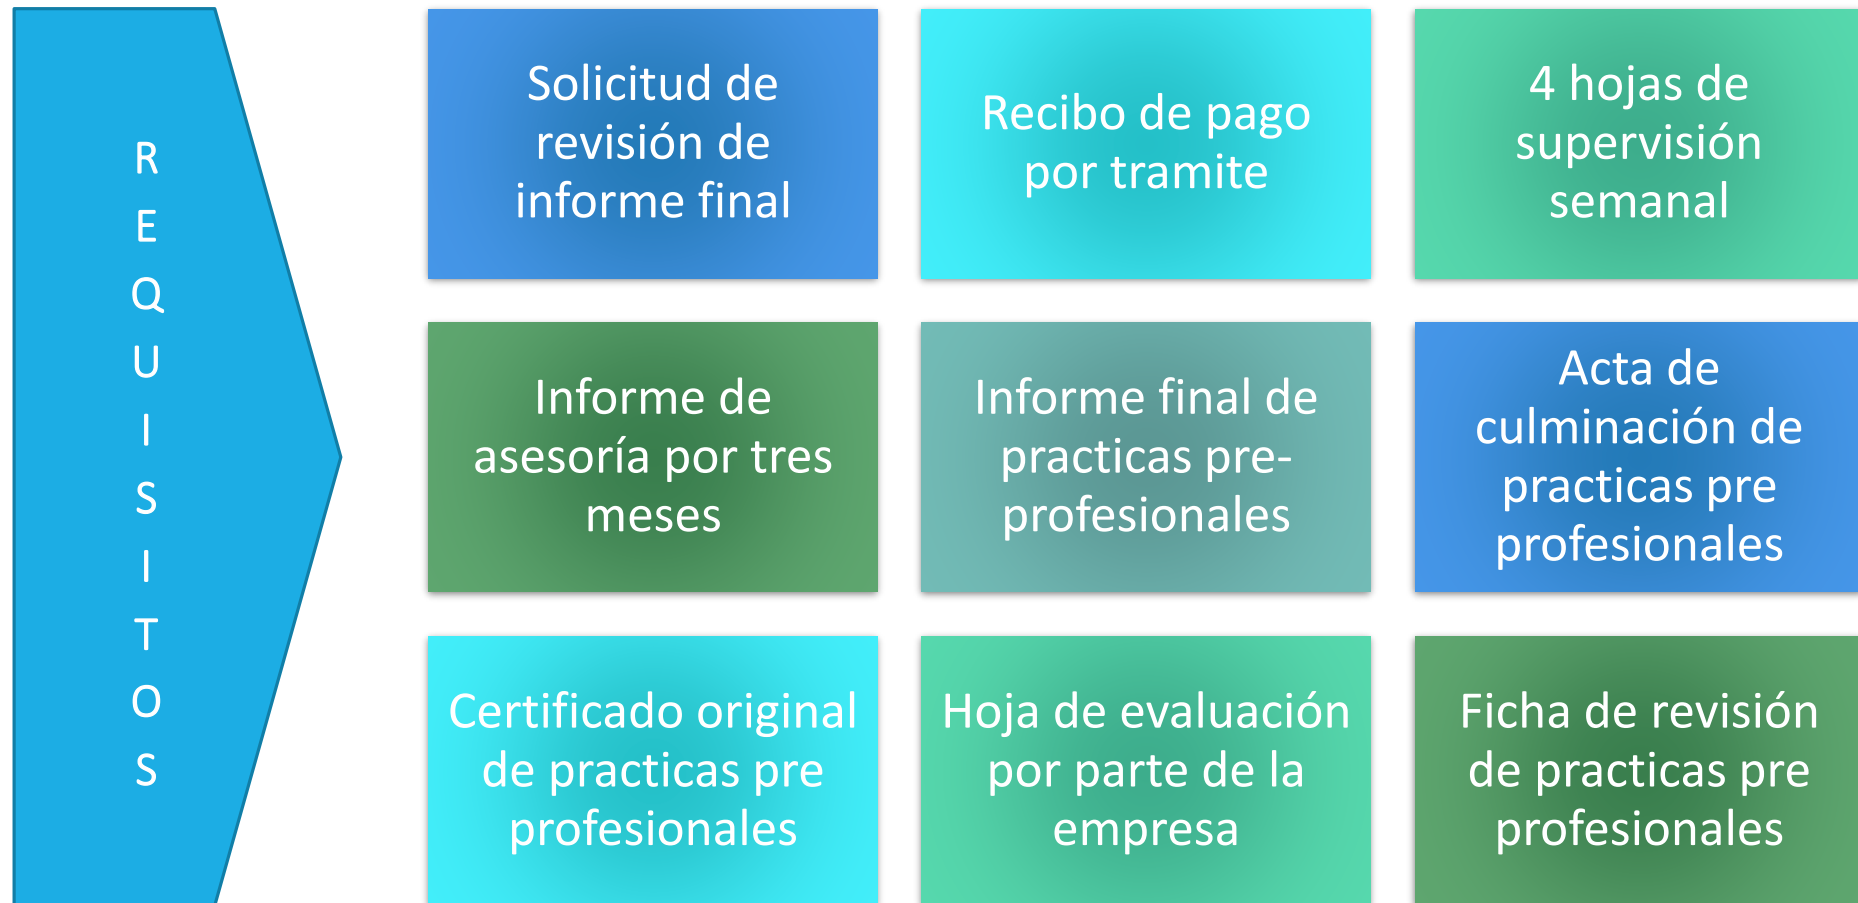 R
E
Q
U
I
S
I
T
O
S
Solicitud de
revisión de
informe final
Recibo de pago
por tramite
4 hojas de
supervisión
semanal
Informe de
asesoría por tres
meses
Informe final de
practicas pre-
profesionales
Acta de
culminación de
practicas pre
profesionales
Certificado original
de practicas pre
profesionales
Hoja de evaluación
por parte de la
empresa
Ficha de revisión
de practicas pre
profesionales